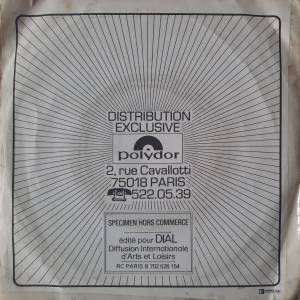 DISTRIBUTION
EXCLUSIVE
polydor
2, rue Cavallotti
75018 PARIS
☎ 522.05.39
SPÉCIMEN HORS COMMERCE
édité pour DIAL
Diffusion Internationale
d'Arts et Loisirs
RC PARIS B 702 026 154